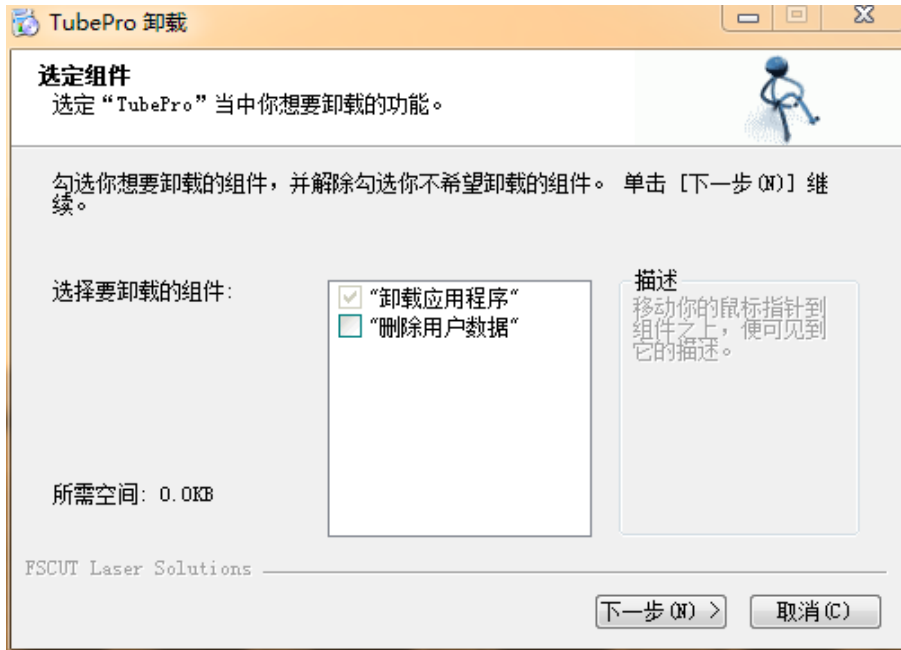 TubePro 卸载
选定组件
选定“TubePro”当中你想要卸载的功能。
勾选你想要卸载的组件，并解除勾选你不希望卸载的组件。 单击 [下一步(N)] 继
续。
选择要卸载的组件:
“卸载应用程序“
“删除用户数据“
描述
移动你的鼠标指针到
组件之上，便可见到
它的描述。
所需空间: 0.0KB
FSCUT Laser Solutions
下一步(N) >
取消(C)